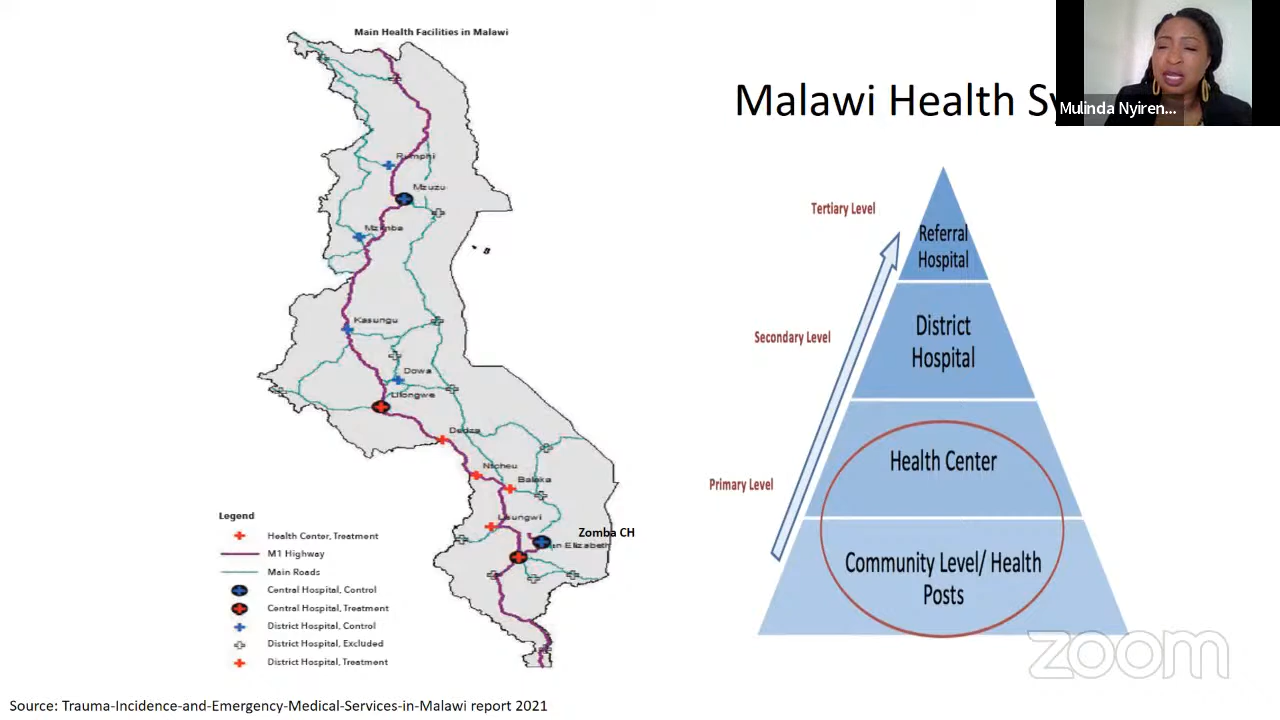 Main Health Facilities in Malawi
Rumphi
Mzuzu
Mzimba
Kasungu
Dowa
Lilongwe
Dedza
Ntcheu
Balaka
Lisungwi
Zomba CH
Elizabeth
Legend
Health Center, Treatment
M1 Highway
Main Roads
Central Hospital, Control
Central Hospital, Treatment
District Hospital, Control
District Hospital, Excluded
District Hospital, Treatment
Source: Trauma-Incidence-and-Emergency-Medical-Services-in-Malawi report 2021
Malawi Health Sy
Mulinda Nyiren...
Tertiary Level
Referral
Hospital
Secondary Level
District
Hospital
Primary Level
Health Center
Community Level/ Health
Posts
zoom